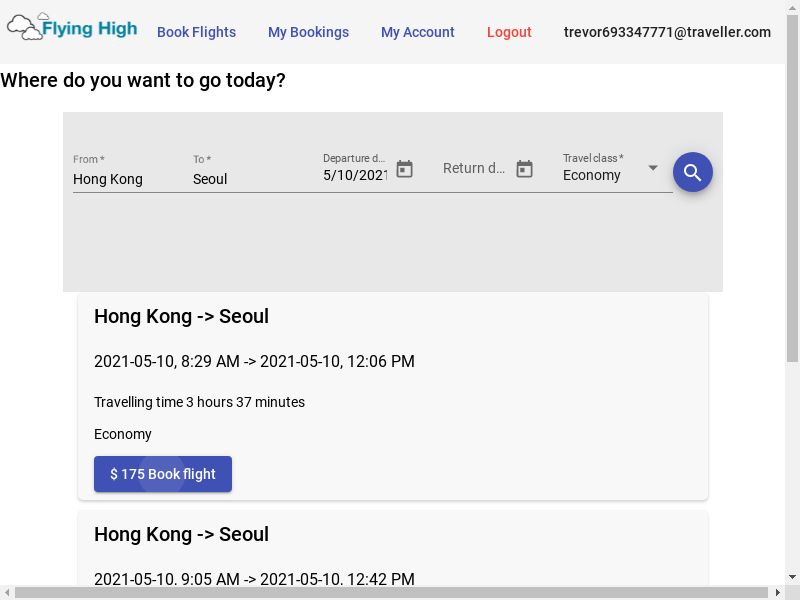 Flying High
Book Flights
My Bookings
My Account
Logout
trevor693347771@traveller.com
Where do you want to go today?
From *
Hong Kong
To *
Seoul
Departure d...
5/10/2021
Return d...
Travel class *
Economy
Hong Kong -> Seoul
2021-05-10, 8:29 AM -> 2021-05-10, 12:06 PM
Travelling time 3 hours 37 minutes
Economy
$ 175 Book flight
Hong Kong -> Seoul
2021-05-10, 9:05 AM -> 2021-05-10, 12:42 PM